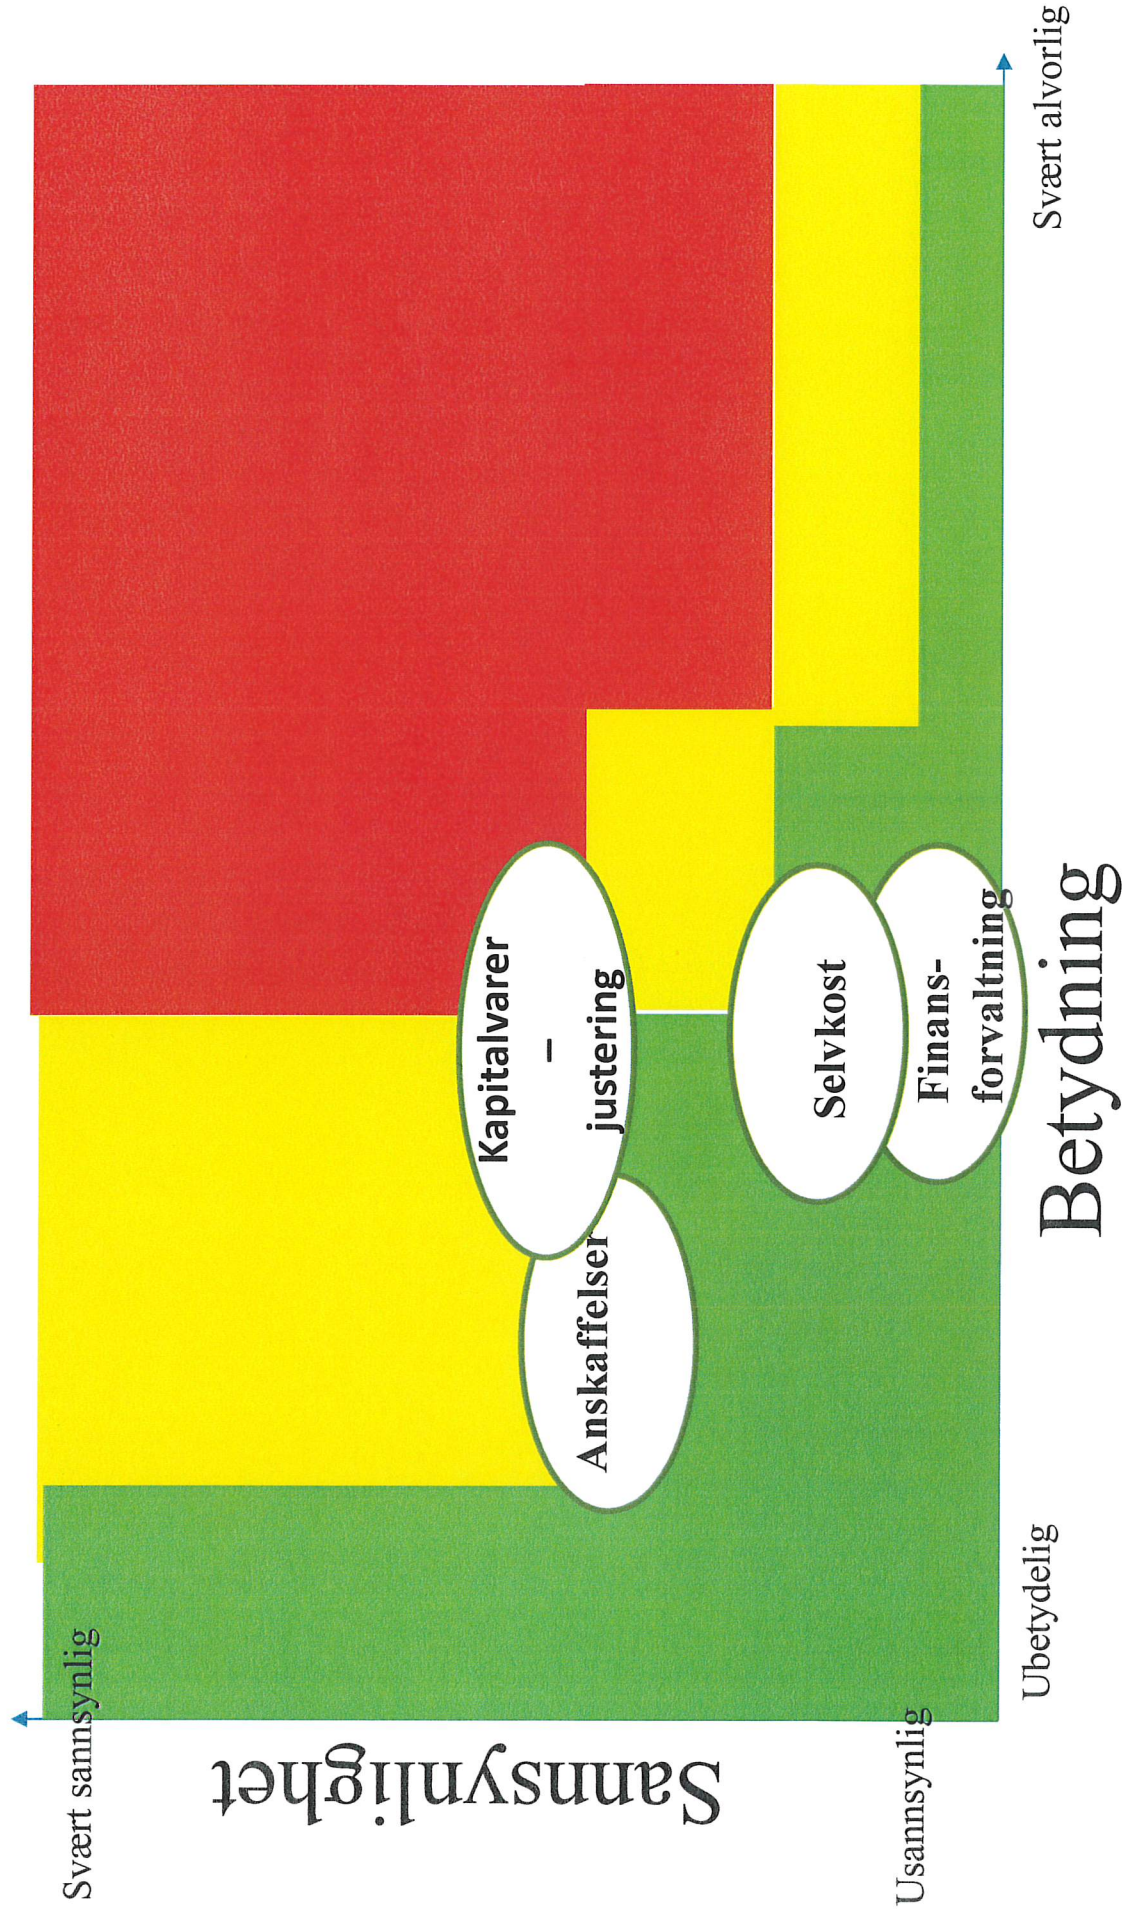 Svært sannsynlig
Sannsynlighet
Usannsynlig
Kapitalvarer
–
justering
Anskaffelser
Selvkost
Finans-
forvaltning
Ubetydelig
Betydning
Svært alvorlig